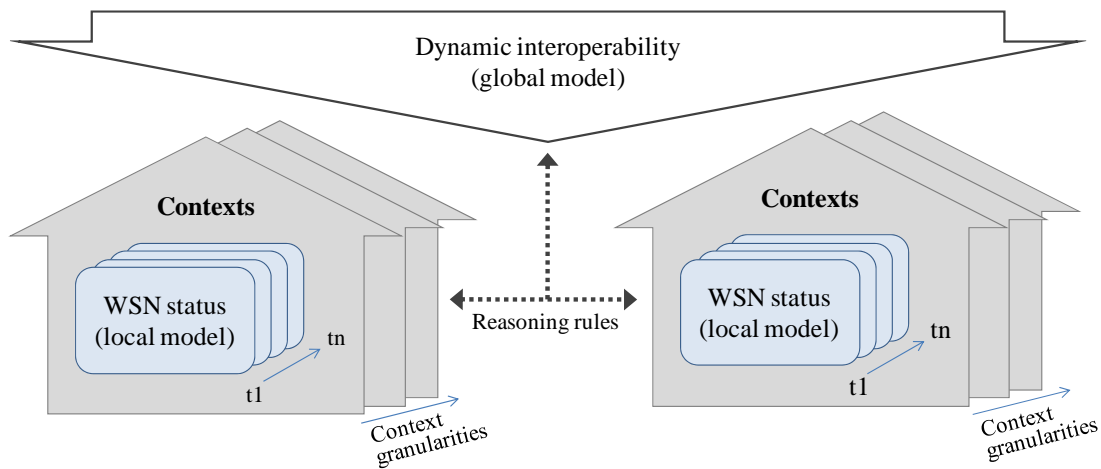 Dynamic interoperability
(global model)
Contexts
WSN status
(local model)
t1
tn
Context
granularities
Reasoning rules
Contexts
WSN status
(local model)
t1
tn
Context
granularities